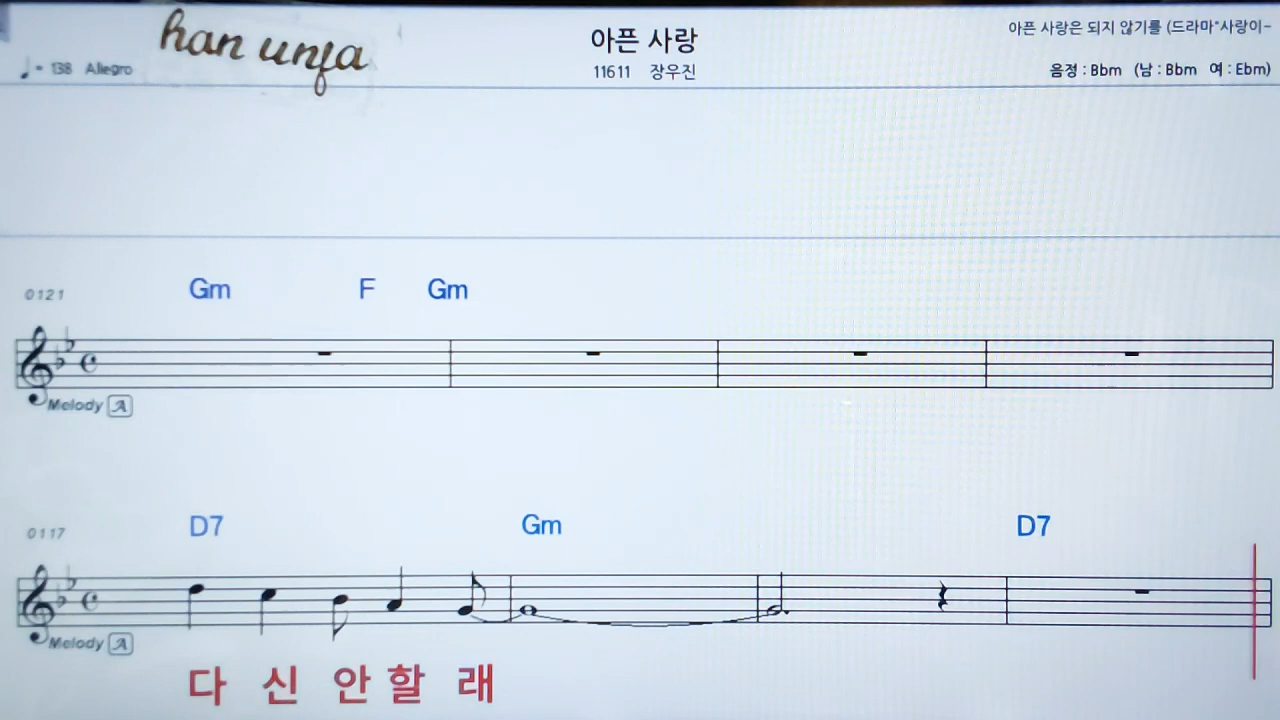 han unfa
아픈 사랑
아픈 사랑은 되지 않기를 (드라마"사랑이~
♩ = 138 Allegro
11611 장우진
음정 : Bbm (남 : Bbm 여 : Ebm)
0121 Gm F Gm
Melody A
0117 D7 Gm D7
Melody A
다 신 안 할 래